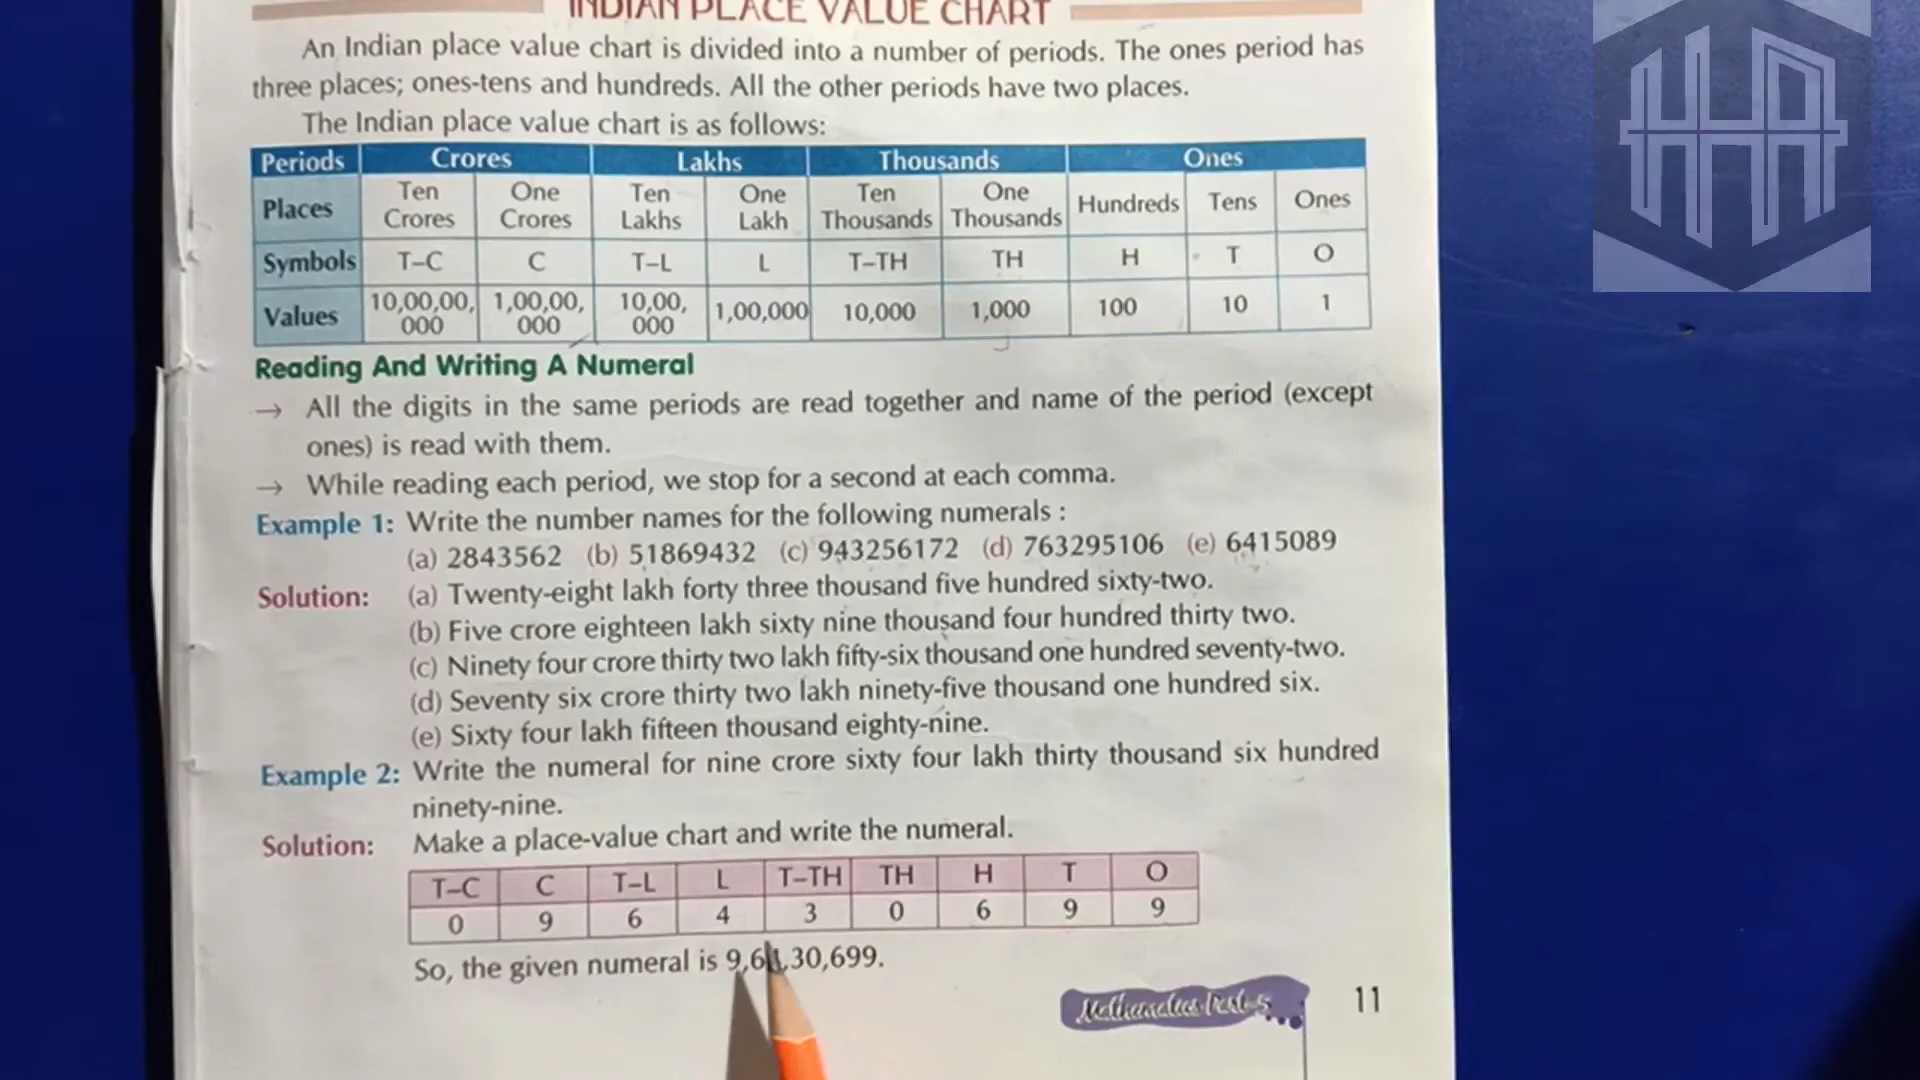 INDIAN PLACE VALUE CHART
An Indian place value chart is divided into a number of periods. The ones period has
three places; ones-tens and hundreds. All the other periods have two places.
The Indian place value chart is as follows:
Periods Crores Lakhs Thousands Ones
Places Ten Crores One Crores Ten Lakhs One Lakh Ten Thousands One Thousands Hundreds Tens Ones
Symbols T–C C T–L L T–TH TH H T O
Values 10,00,00,000 1,00,00,000 10,00,000 1,00,000 10,000 1,000 100 10 1
Reading And Writing A Numeral
→ All the digits in the same periods are read together and name of the period (except
ones) is read with them.
→ While reading each period, we stop for a second at each comma.
Example 1: Write the number names for the following numerals :
(a) 2843562 (b) 51869432 (c) 943256172 (d) 763295106 (e) 6415089
Solution: (a) Twenty-eight lakh forty three thousand five hundred sixty-two.
(b) Five crore eighteen lakh sixty nine thousand four hundred thirty two.
(c) Ninety four crore thirty two lakh fifty-six thousand one hundred seventy-two.
(d) Seventy six crore thirty two lakh ninety-five thousand one hundred six.
(e) Sixty four lakh fifteen thousand eighty-nine.
Example 2: Write the numeral for nine crore sixty four lakh thirty thousand six hundred
ninety-nine.
Solution: Make a place-value chart and write the numeral.
T–C C T–L L T–TH TH H T O
0 9 6 4 3 0 6 9 9
So, the given numeral is 9,64,30,699.
11